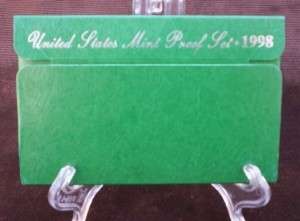 United States Mint Proof Set • 1998